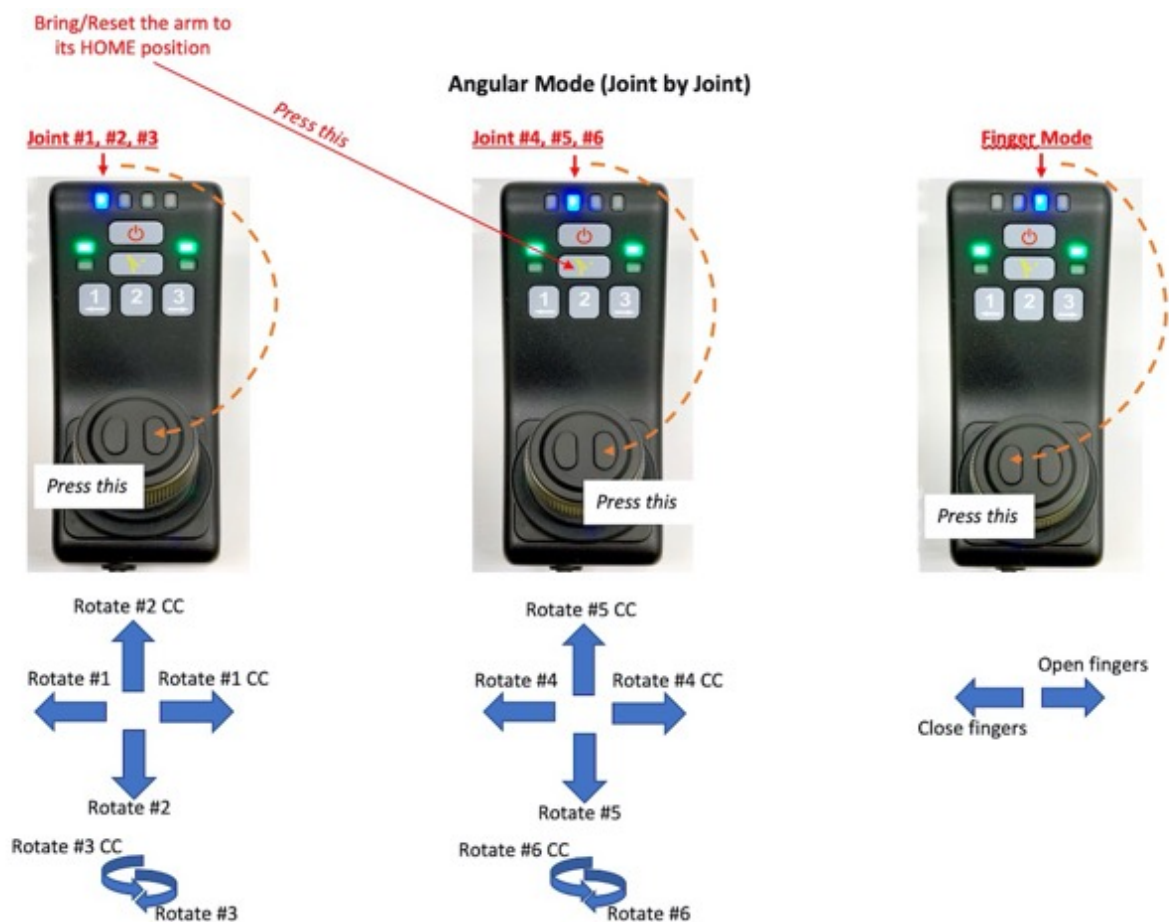 Bring/Reset the arm to
its HOME position
Angular Mode (Joint by Joint)
Press this
Joint #1, #2, #3
Joint #4, #5, #6
Finger Mode
1 2 3
1 2 3
1 2 3
Press this
Press this
Press this
Rotate #2 CC
Rotate #1
Rotate #1 CC
Rotate #2
Rotate #3 CC
Rotate #3
Rotate #5 CC
Rotate #4
Rotate #4 CC
Rotate #5
Rotate #6 CC
Rotate #6
Open fingers
Close fingers